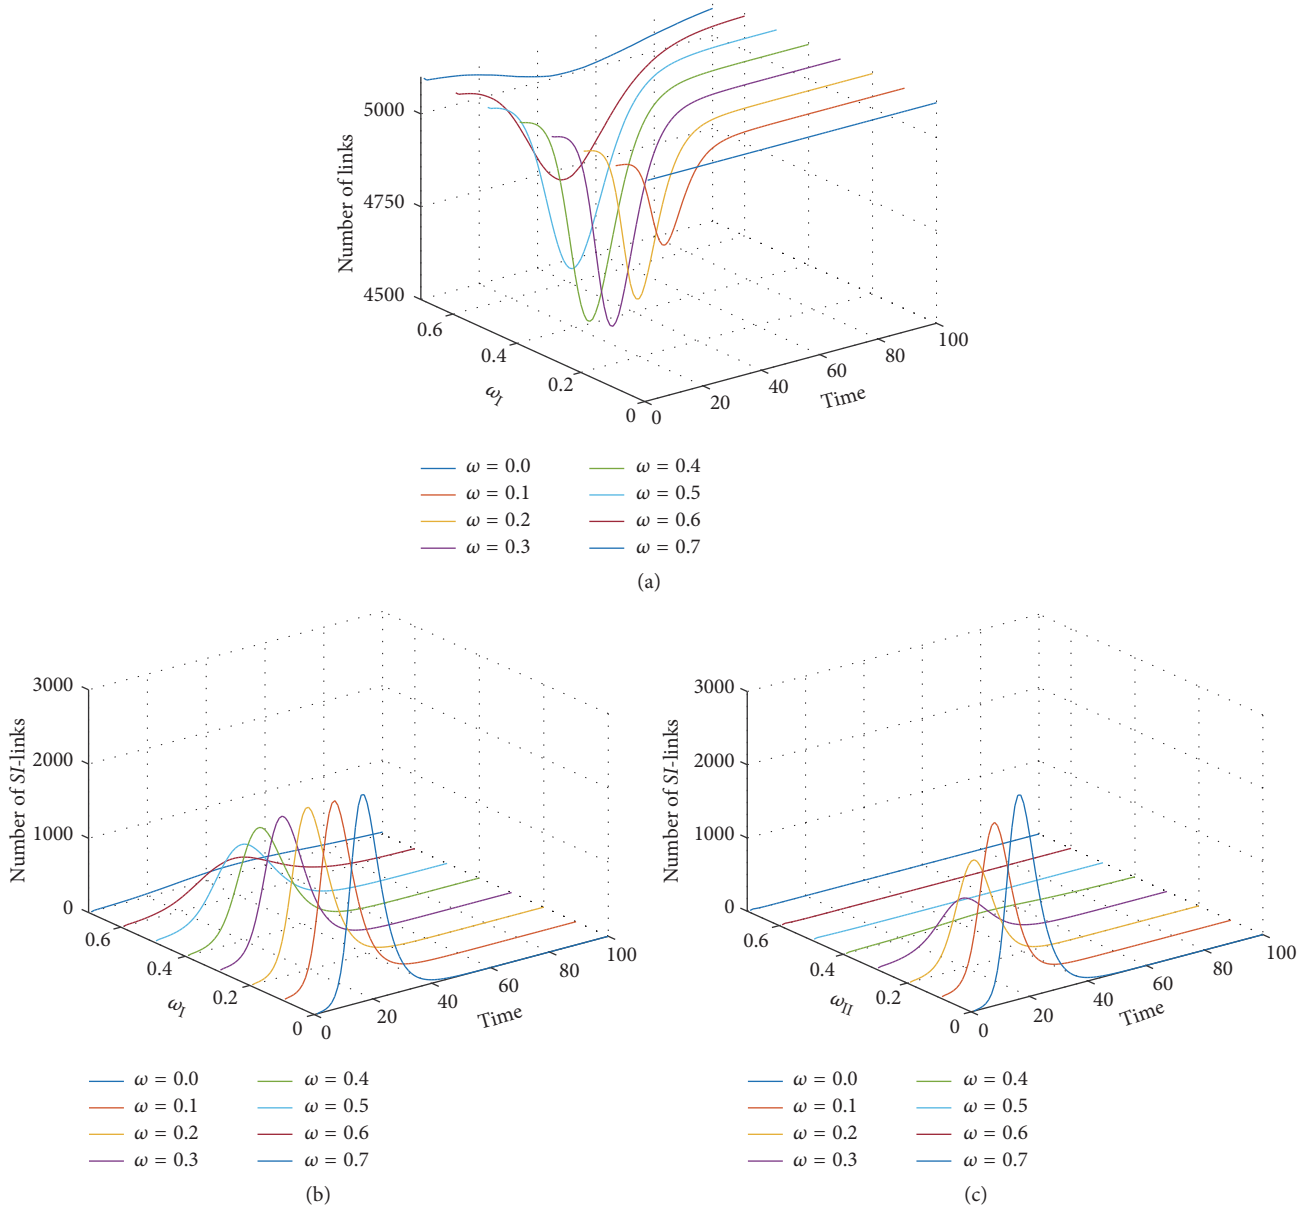 Number of links
5000
4750
4500
0.6
0.4
0.2
0
ω_I
0
20
40
60
80
100
Time
ω = 0.0
ω = 0.1
ω = 0.2
ω = 0.3
ω = 0.4
ω = 0.5
ω = 0.6
ω = 0.7
(a)
Number of SI-links
3000
2000
1000
0
0.6
0.4
0.2
0
ω_I
0
20
40
60
80
100
Time
ω = 0.0
ω = 0.1
ω = 0.2
ω = 0.3
ω = 0.4
ω = 0.5
ω = 0.6
ω = 0.7
(b)
Number of SI-links
3000
2000
1000
0
0.6
0.4
0.2
0
ω_II
0
20
40
60
80
100
Time
ω = 0.0
ω = 0.1
ω = 0.2
ω = 0.3
ω = 0.4
ω = 0.5
ω = 0.6
ω = 0.7
(c)